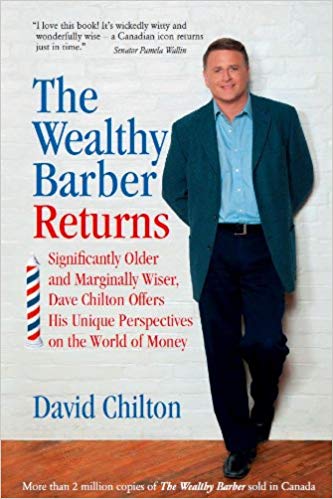 "I love this book! It's wickedly witty and
wonderfully wise – a Canadian icon returns
just in time."
Senator Pamela Wallin
The
Wealthy
Barber
Returns
Significantly Older
and Marginally Wiser,
Dave Chilton Offers
His Unique Perspectives
on the World of Money
David Chilton
More than 2 million copies of The Wealthy Barber sold in Canada